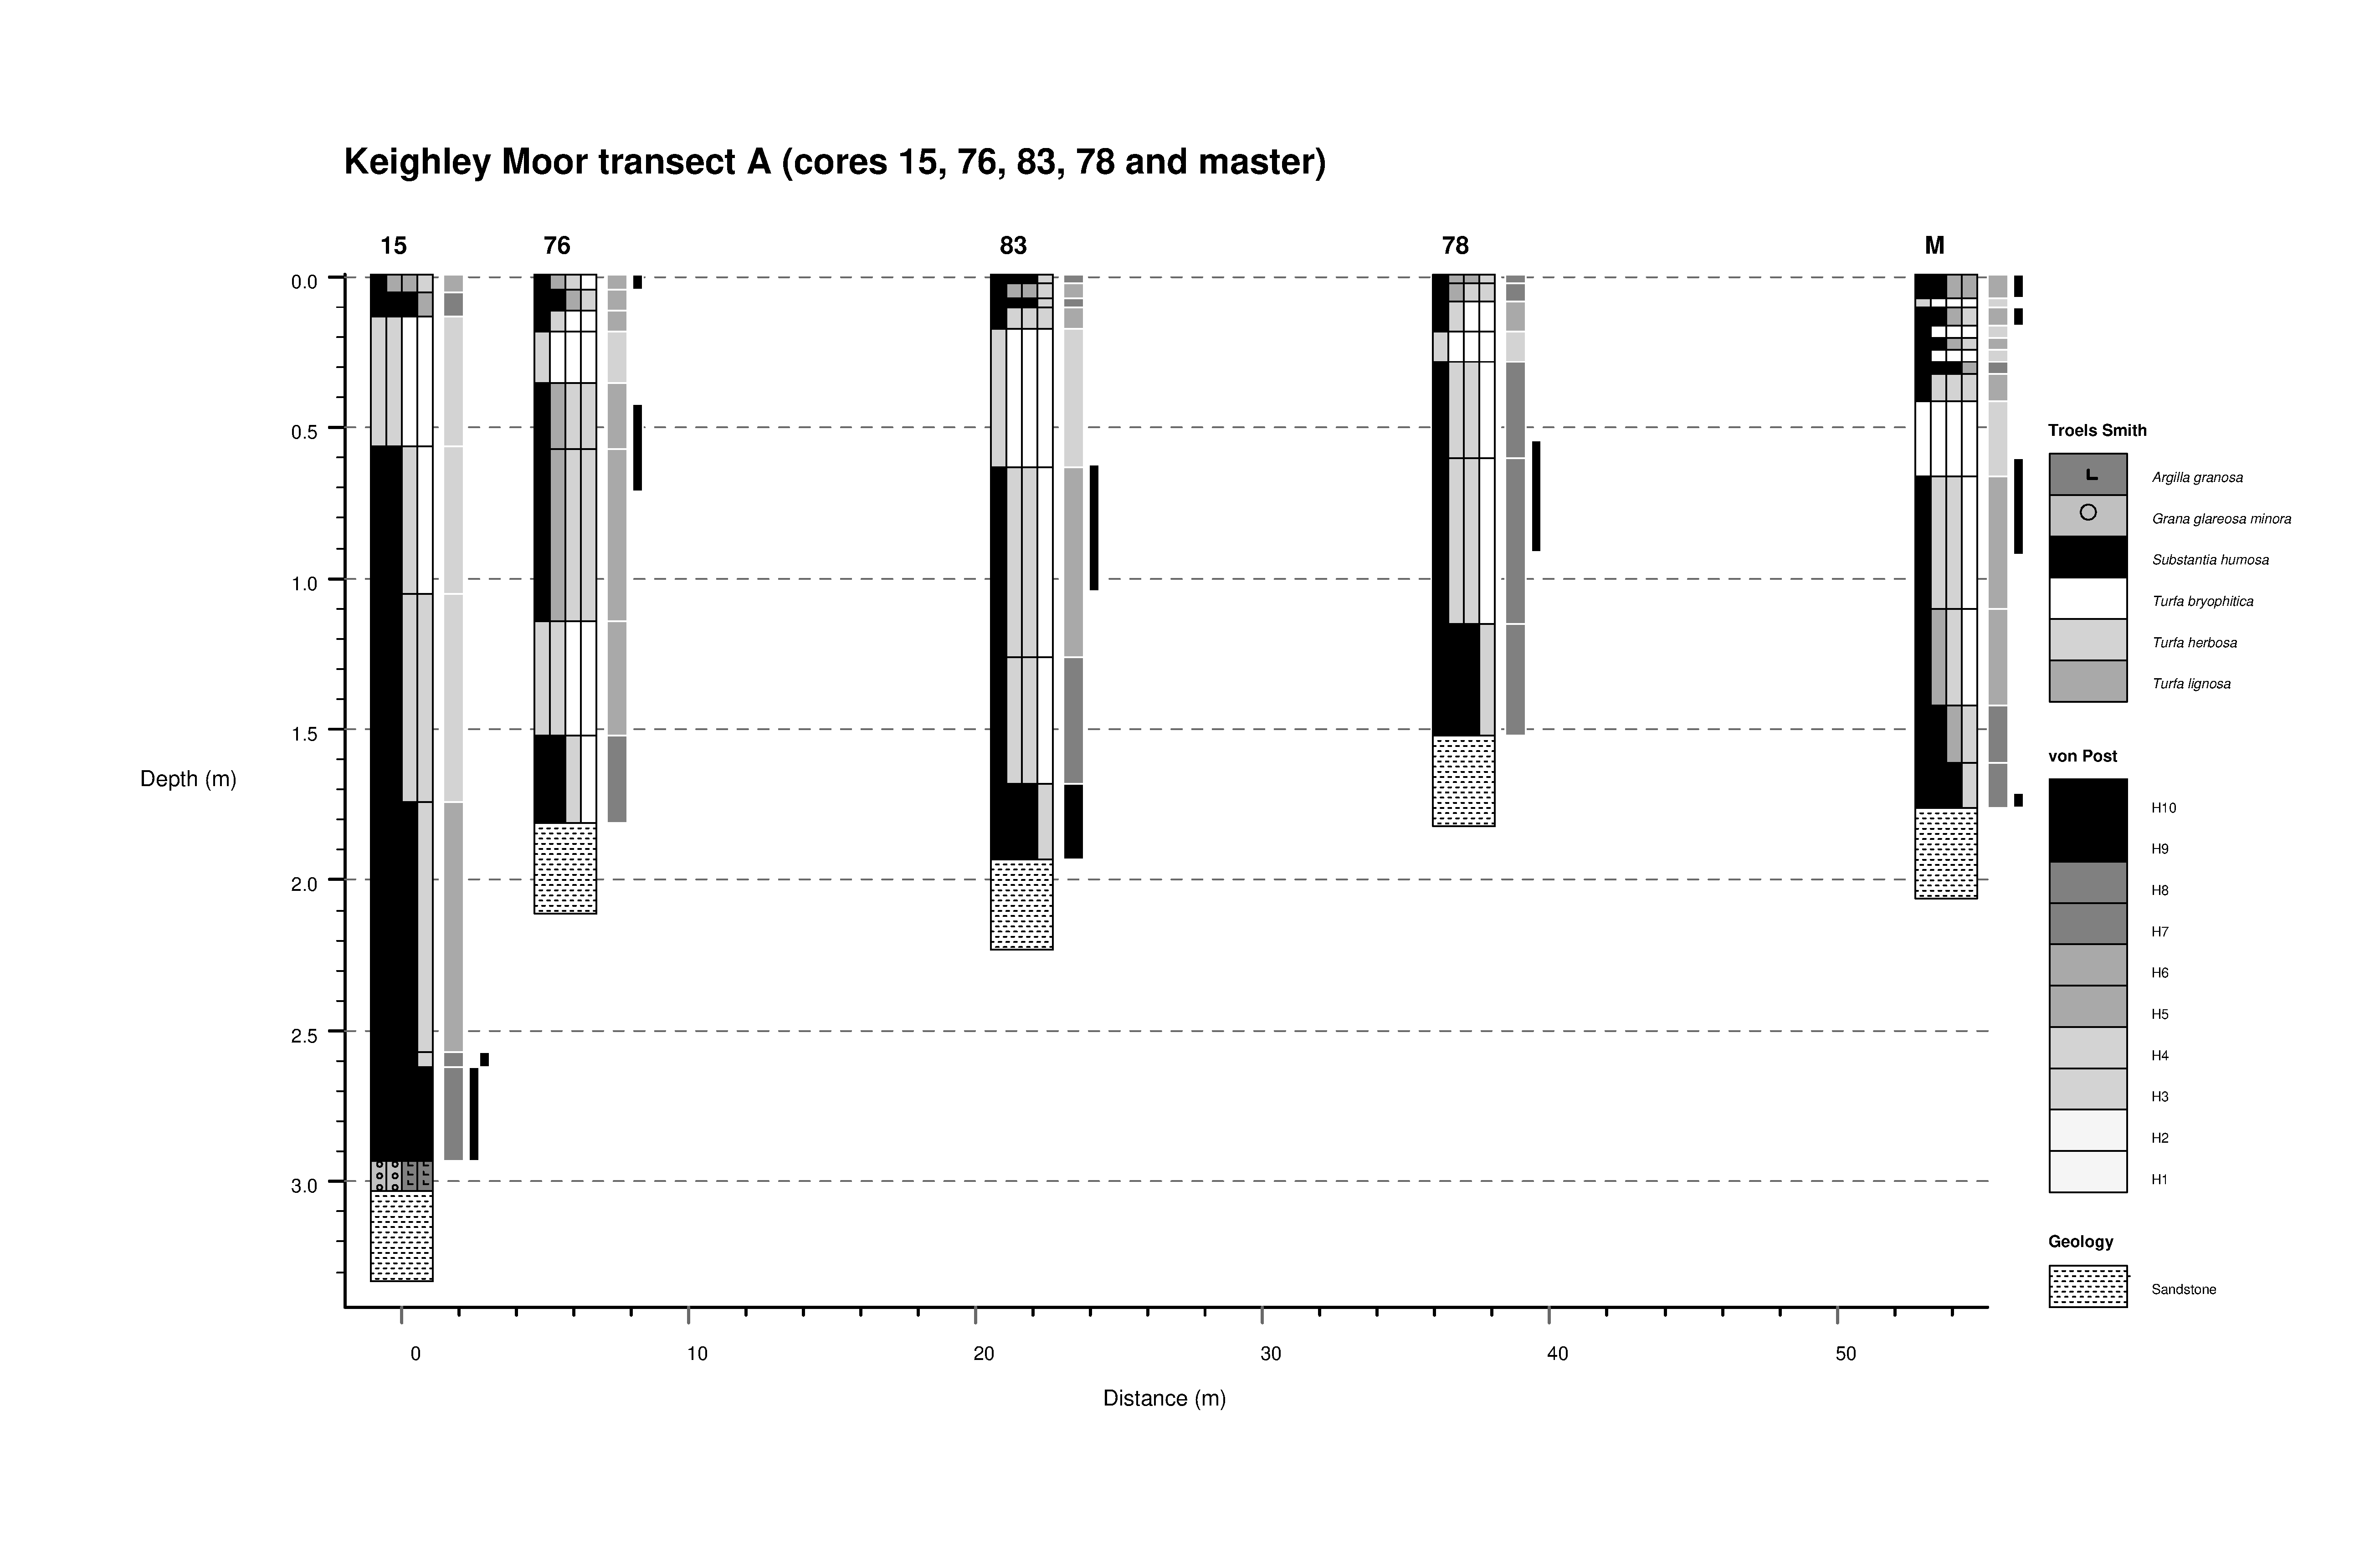 Keighley Moor transect A (cores 15, 76, 83, 78 and master)
15
76
83
78
M
0.0
0.5
1.0
1.5
2.0
2.5
3.0
Depth (m)
0
10
20
30
40
50
Distance (m)
Troels Smith
Argilla granosa
Grana glareosa minora
Substantia humosa
Turfa bryophitica
Turfa herbosa
Turfa lignosa
von Post
H10
H9
H8
H7
H6
H5
H4
H3
H2
H1
Geology
Sandstone